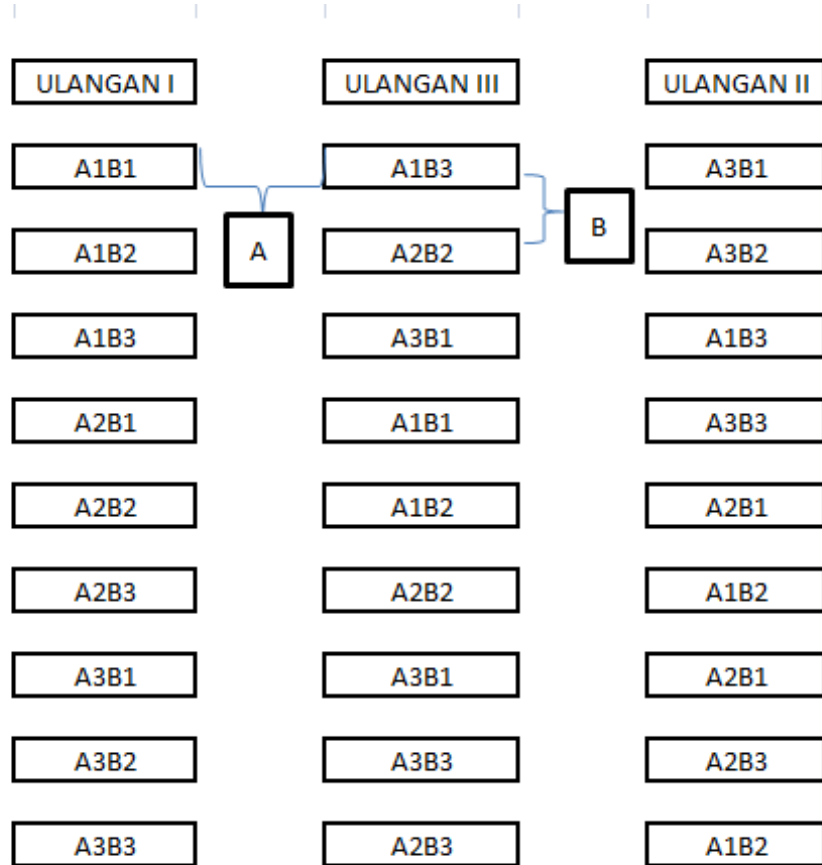 ULANGAN I ULANGAN III ULANGAN II
A1B1 A1B3 A3B1
A1B2 A A2B2 B A3B2
A1B3 A3B1 A1B3
A2B1 A1B1 A3B3
A2B2 A1B2 A2B1
A2B3 A2B2 A1B2
A3B1 A3B1 A2B1
A3B2 A3B3 A2B3
A3B3 A2B3 A1B2